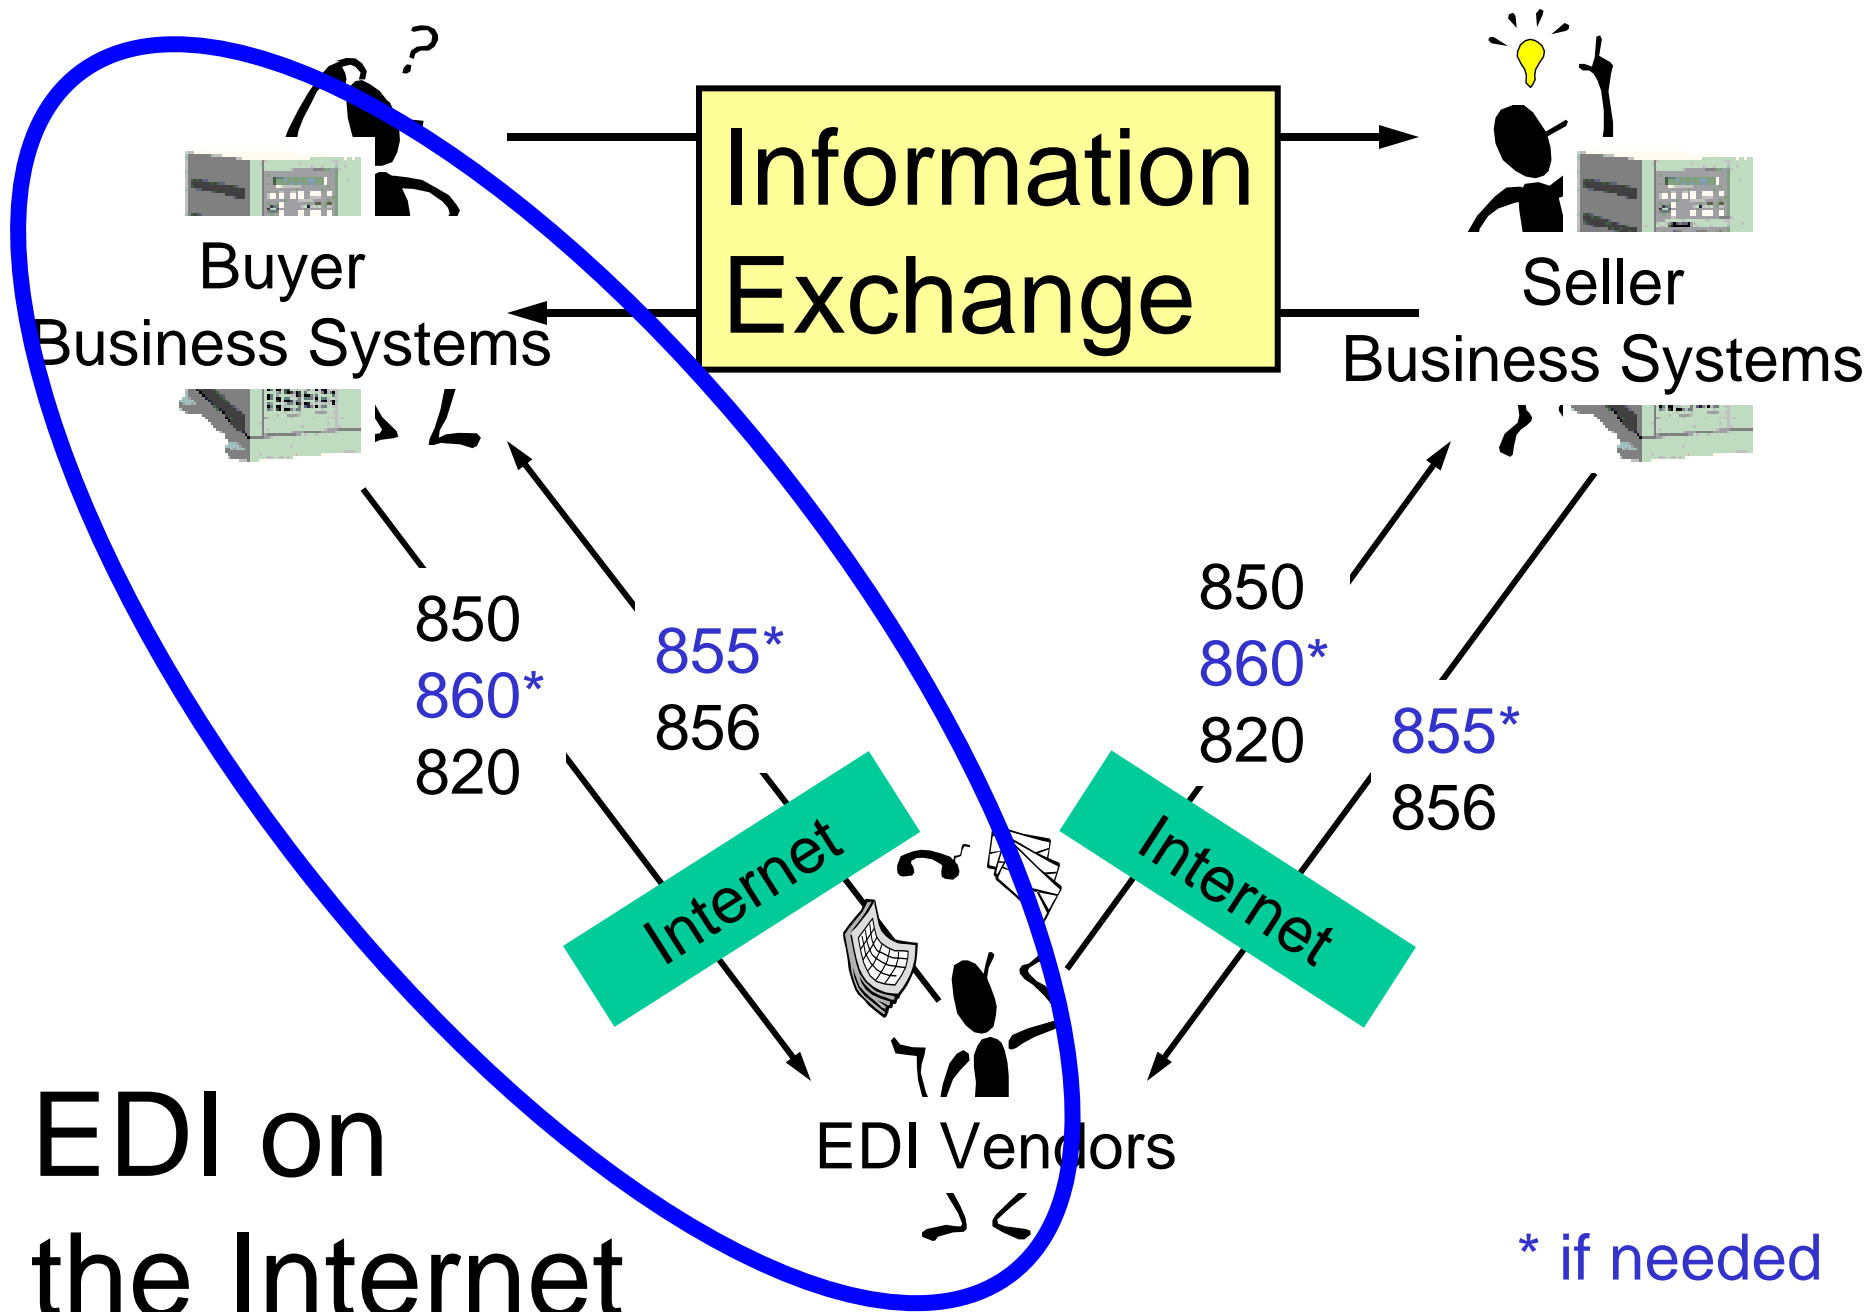 Information
Exchange
Buyer
Business Systems
Seller
Business Systems
850
860*
820
855*
856
850
860*
820
855*
856
Internet
Internet
EDI Vendors
EDI on
the Internet
* if needed